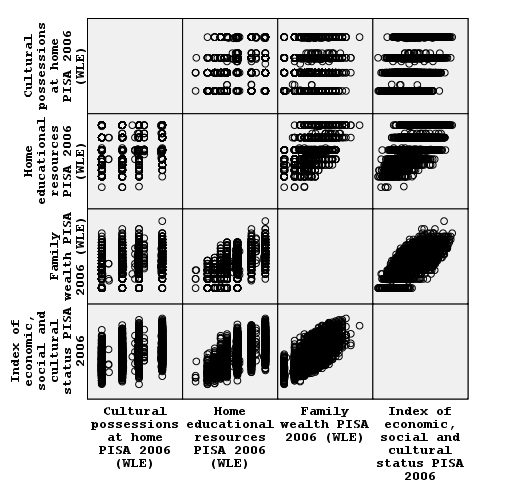 Cultural
possessions
at home
PISA 2006
(WLE)
Home
educational
resources
PISA 2006
(WLE)
Family
wealth PISA
2006 (WLE)
Index of
economic,
social and
cultural
status PISA
2006
Cultural
possessions
at home
PISA 2006
(WLE)
Home
educational
resources
PISA 2006
(WLE)
Family
wealth PISA
2006 (WLE)
Index of
economic,
social and
cultural
status PISA
2006